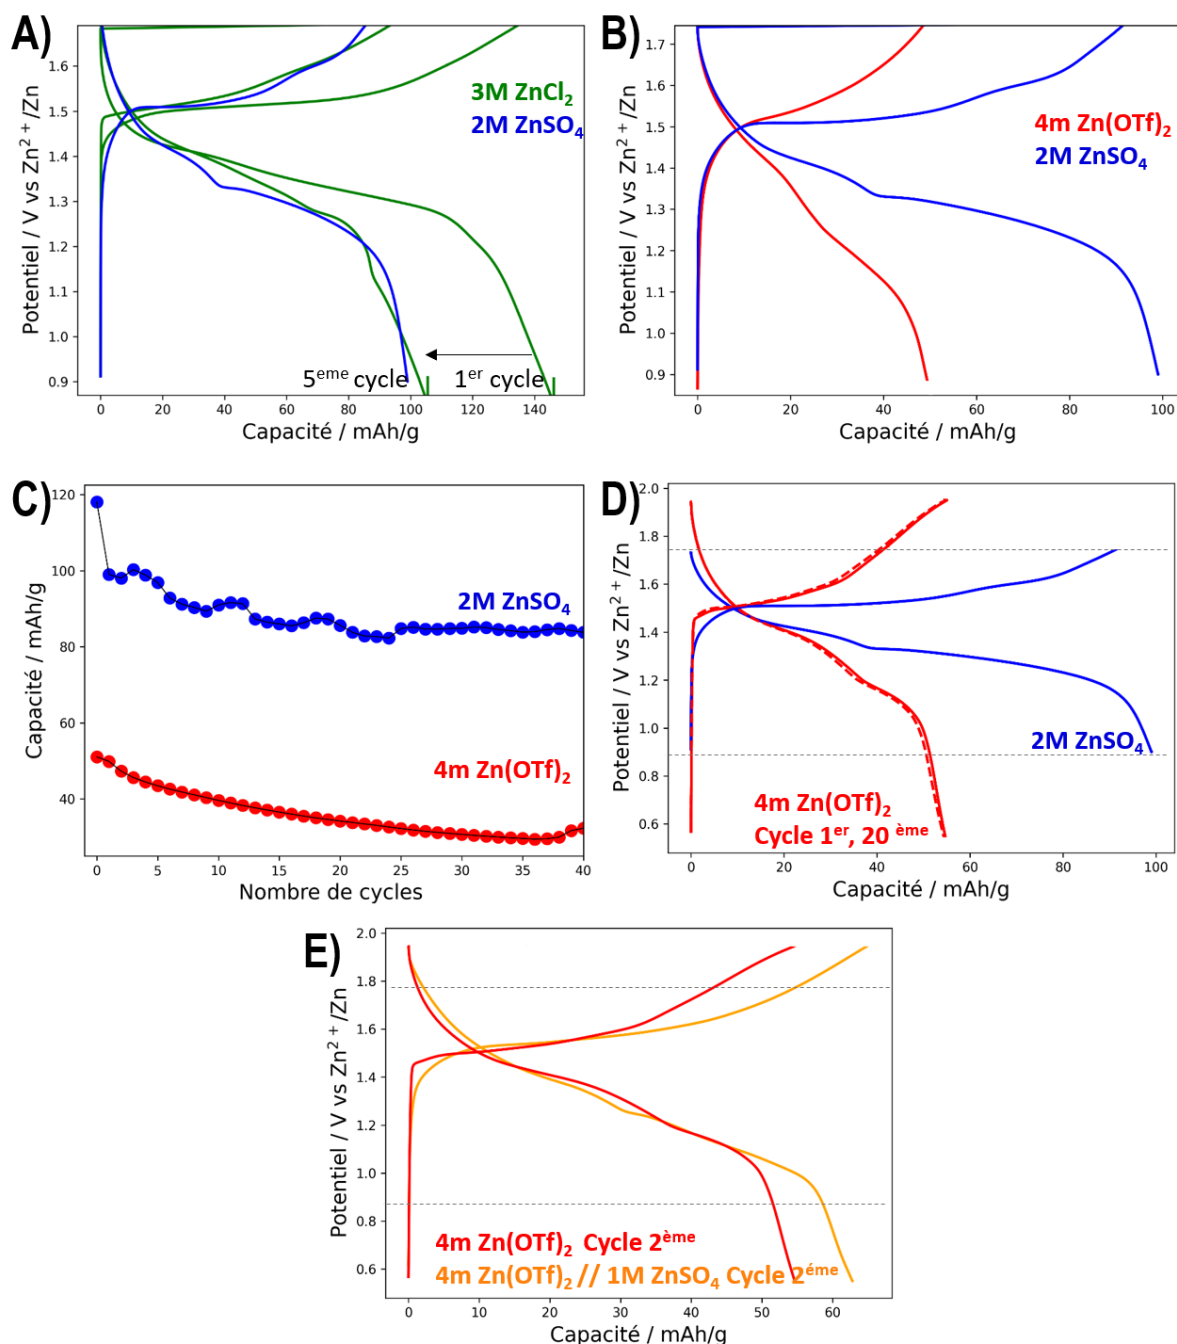 A)
3M ZnCl₂
2M ZnSO₄
5ᵉᵐᵉ cycle
1ᵉʳ cycle
Potentiel / V vs Zn²⁺/Zn
1.6
1.5
1.4
1.3
1.2
1.1
1.0
0.9
0 20 40 60 80 100 120 140
Capacité / mAh/g
B)
4m Zn(OTf)₂
2M ZnSO₄
Potentiel / V vs Zn²⁺/Zn
1.7
1.6
1.5
1.4
1.3
1.2
1.1
1.0
0.9
0 20 40 60 80 100
Capacité / mAh/g
C)
2M ZnSO₄
4m Zn(OTf)₂
Capacité / mAh/g
120
100
80
60
40
0 5 10 15 20 25 30 35 40
Nombre de cycles
D)
2M ZnSO₄
4m Zn(OTf)₂
Cycle 1ᵉʳ, 20 ᵉ̀ᵐᵉ
Potentiel / V vs Zn²⁺/Zn
2.0
1.8
1.6
1.4
1.2
1.0
0.8
0.6
0 20 40 60 80 100
Capacité / mAh/g
E)
4m Zn(OTf)₂ Cycle 2ᵉ̀ᵐᵉ
4m Zn(OTf)₂ // 1M ZnSO₄ Cycle 2ᵉ́ᵐᵉ
Potentiel / V vs Zn²⁺/Zn
2.0
1.8
1.6
1.4
1.2
1.0
0.8
0.6
0 10 20 30 40 50 60
Capacité / mAh/g